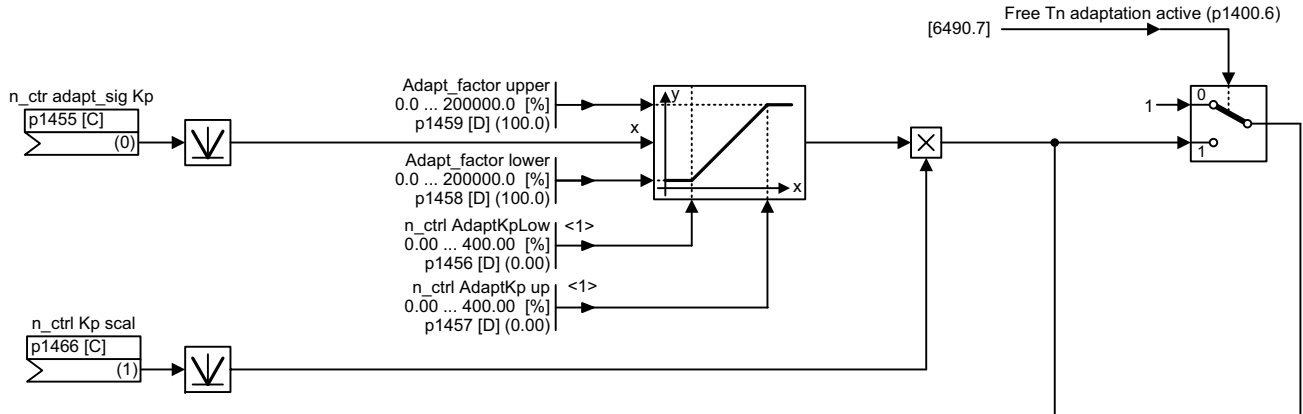 Free Tn adaptation active (p1400.6)
[6490.7]
n_ctr adapt_sig Kp
p1455 [C]
(0)
Adapt_factor upper
0.0 ... 200000.0 [%]
p1459 [D] (100.0)
x
y
x
Adapt_factor lower
0.0 ... 200000.0 [%]
p1458 [D] (100.0)
1
0
1
n_ctrl AdaptKpLow <1>
0.00 ... 400.00 [%]
p1456 [D] (0.00)
n_ctrl AdaptKp up <1>
0.00 ... 400.00 [%]
p1457 [D] (0.00)
n_ctrl Kp scal
p1466 [C]
(1)